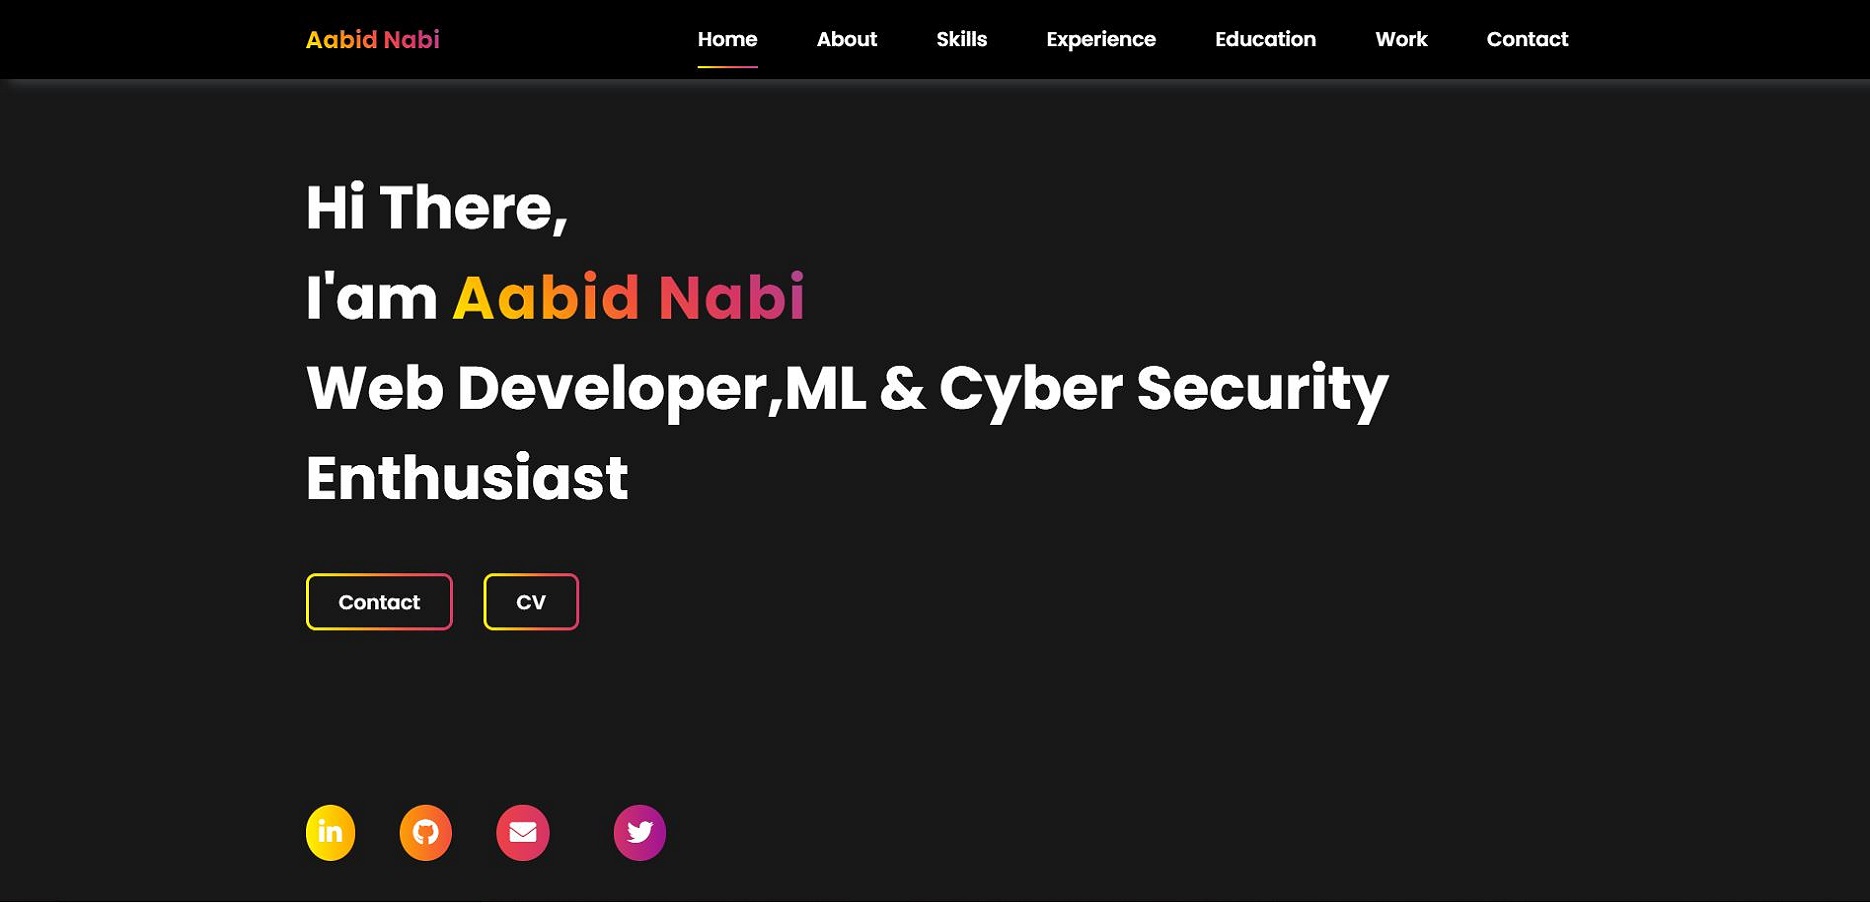 Aabid Nabi Home About Skills Experience Education Work Contact
Hi There,
I'am Aabid Nabi
Web Developer,ML & Cyber Security
Enthusiast
Contact CV
in